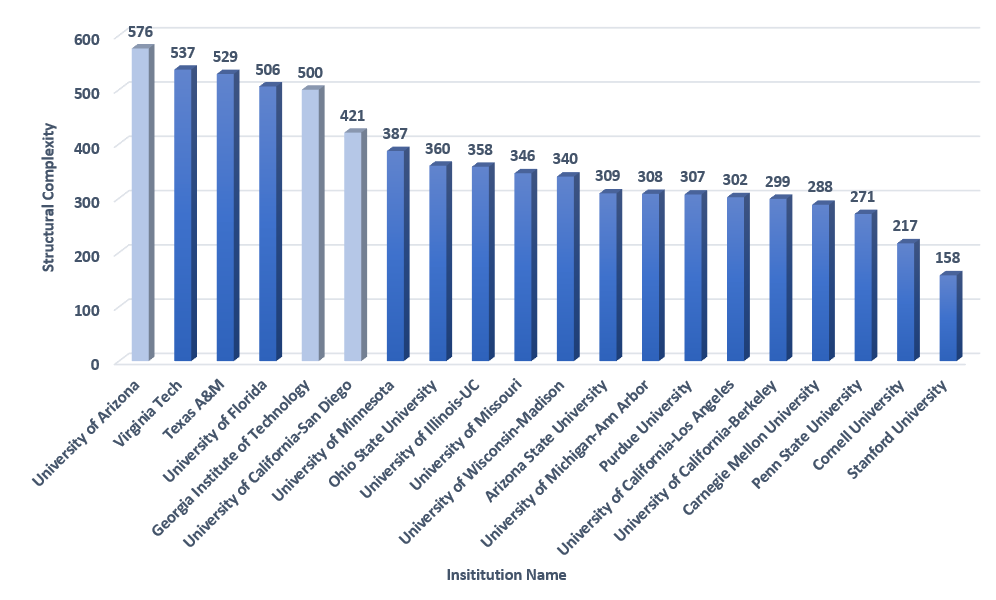 576
537
529
506
500
421
387
360
358
346
340
309
308
307
302
299
288
271
217
158
600
500
400
300
200
100
0
Structural Complexity
University of Arizona
Virginia Tech
Texas A&M
University of Florida
Georgia Institute of Technology
University of California-San Diego
University of Minnesota
Ohio State University
University of Illinois-UC
University of Missouri
University of Wisconsin-Madison
Arizona State University
University of Michigan-Ann Arbor
Purdue University
University of California-Los Angeles
University of California-Berkeley
Carnegie Mellon University
Penn State University
Cornell University
Stanford University
Insititution Name